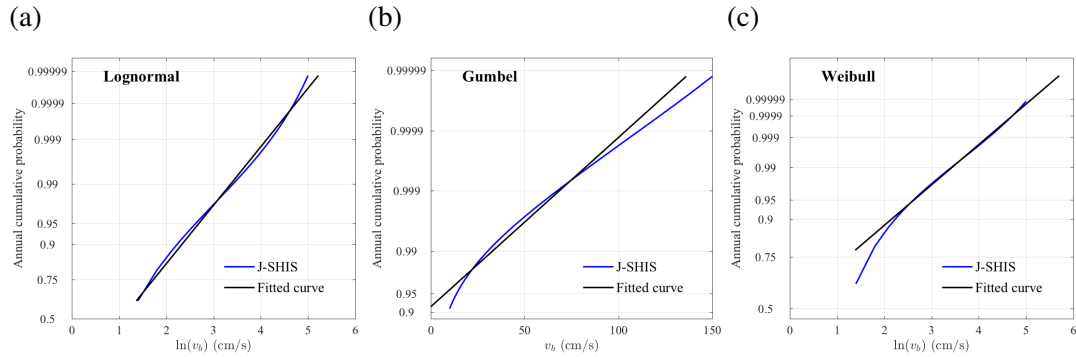 (a)
Lognormal
Annual cumulative probability
0.99999
0.9999
0.999
0.99
0.95
0.9
0.75
0.5
J-SHIS
Fitted curve
0 1 2 3 4 5 6
ln(v_b) (cm/s)
(b)
Gumbel
Annual cumulative probability
0.99999
0.9999
0.999
0.99
0.95
0.9
J-SHIS
Fitted curve
0 50 100 150
v_b (cm/s)
(c)
Weibull
Annual cumulative probability
0.99999
0.9999
0.999
0.99
0.95
0.9
0.75
0.5
J-SHIS
Fitted curve
0 1 2 3 4 5 6
ln(v_b) (cm/s)